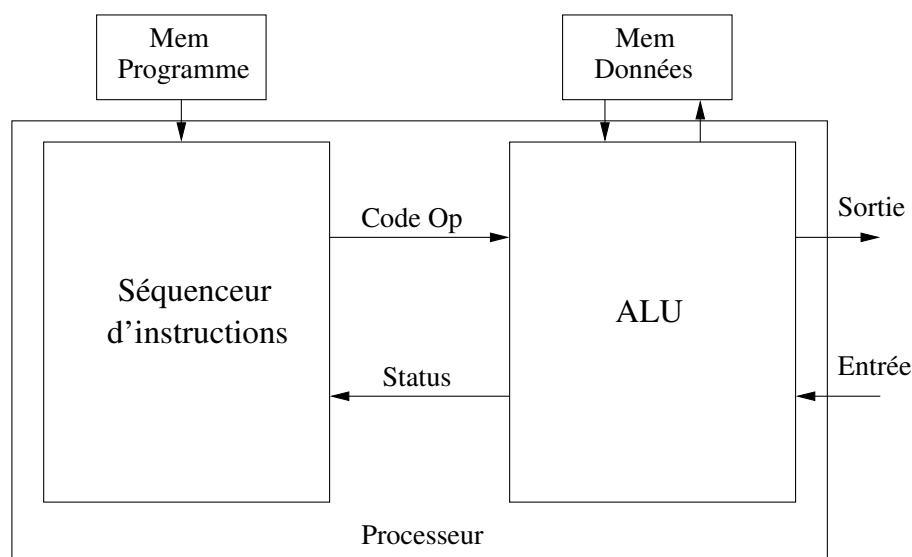 Mem
Programme
Mem
Données
Code Op
Sortie
Séquenceur
d'instructions
ALU
Status
Entrée
Processeur